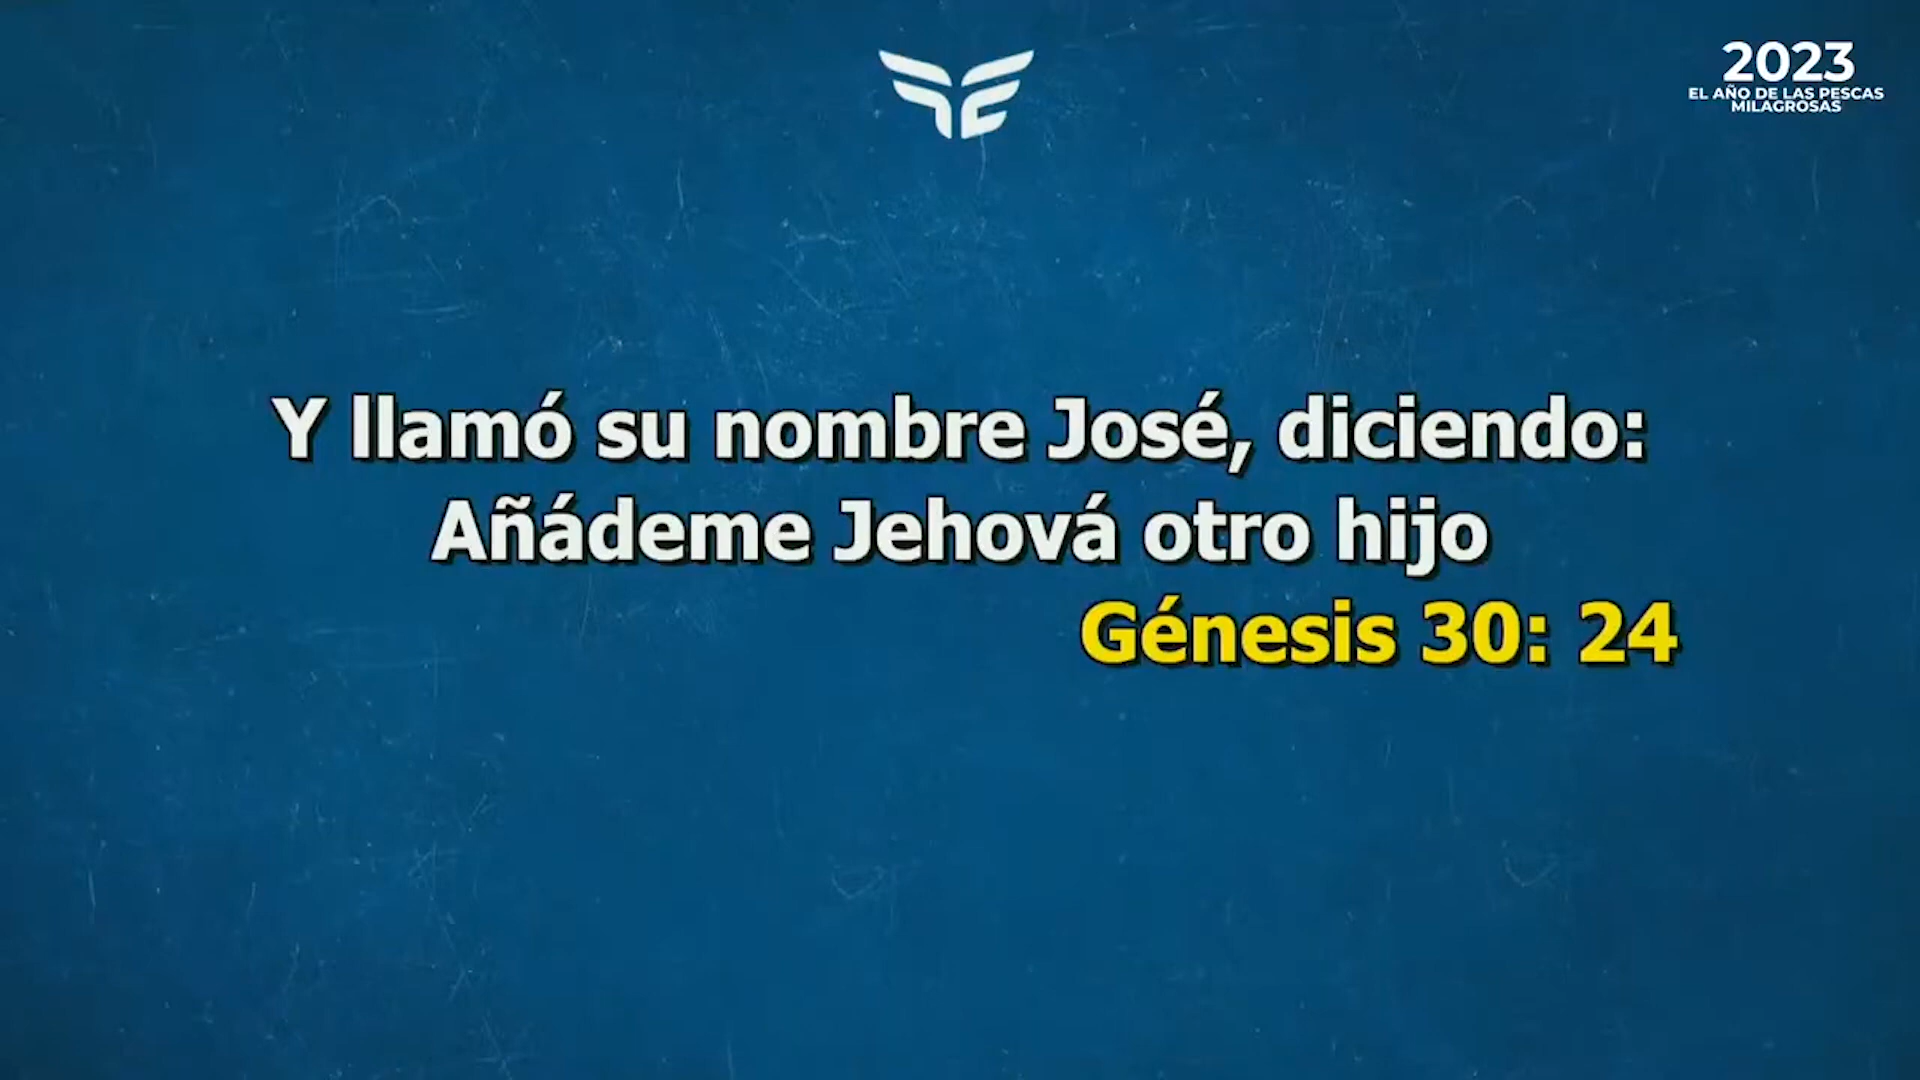 2023
EL AÑO DE LAS PESCAS
MILAGROSAS
Y llamó su nombre José, diciendo:
Añádeme Jehová otro hijo
Génesis 30: 24